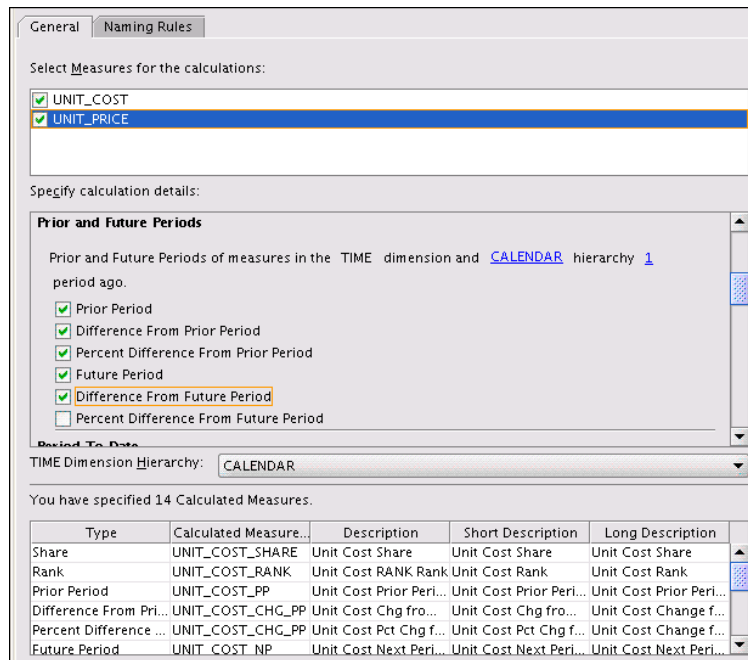 General Naming Rules
Select Measures for the calculations:
UNIT_COST
UNIT_PRICE
Specify calculation details:
Prior and Future Periods
Prior and Future Periods of measures in the TIME dimension and CALENDAR hierarchy 1
period ago.
Prior Period
Difference From Prior Period
Percent Difference From Prior Period
Future Period
Difference From Future Period
Percent Difference From Future Period
Period To Date
TIME Dimension Hierarchy: CALENDAR
You have specified 14 Calculated Measures.
Type Calculated Measure... Description Short Description Long Description
Share UNIT_COST_SHARE Unit Cost Share Unit Cost Share Unit Cost Share
Rank UNIT_COST_RANK Unit Cost RANK Rank Unit Cost Rank Unit Cost Rank
Prior Period UNIT_COST_PP Unit Cost Prior Peri... Unit Cost Prior Peri... Unit Cost Prior Peri...
Difference From Pri... UNIT_COST_CHG_PP Unit Cost Chg fro... Unit Cost Chg fro... Unit Cost Change f...
Percent Difference ... UNIT_COST_CHG_PP Unit Cost Pct Chg f... Unit Cost Pct Chg f... Unit Cost Change f...
Future Period UNIT_COST_NP Unit Cost Next Peri... Unit Cost Next Peri... Unit Cost Next Peri...